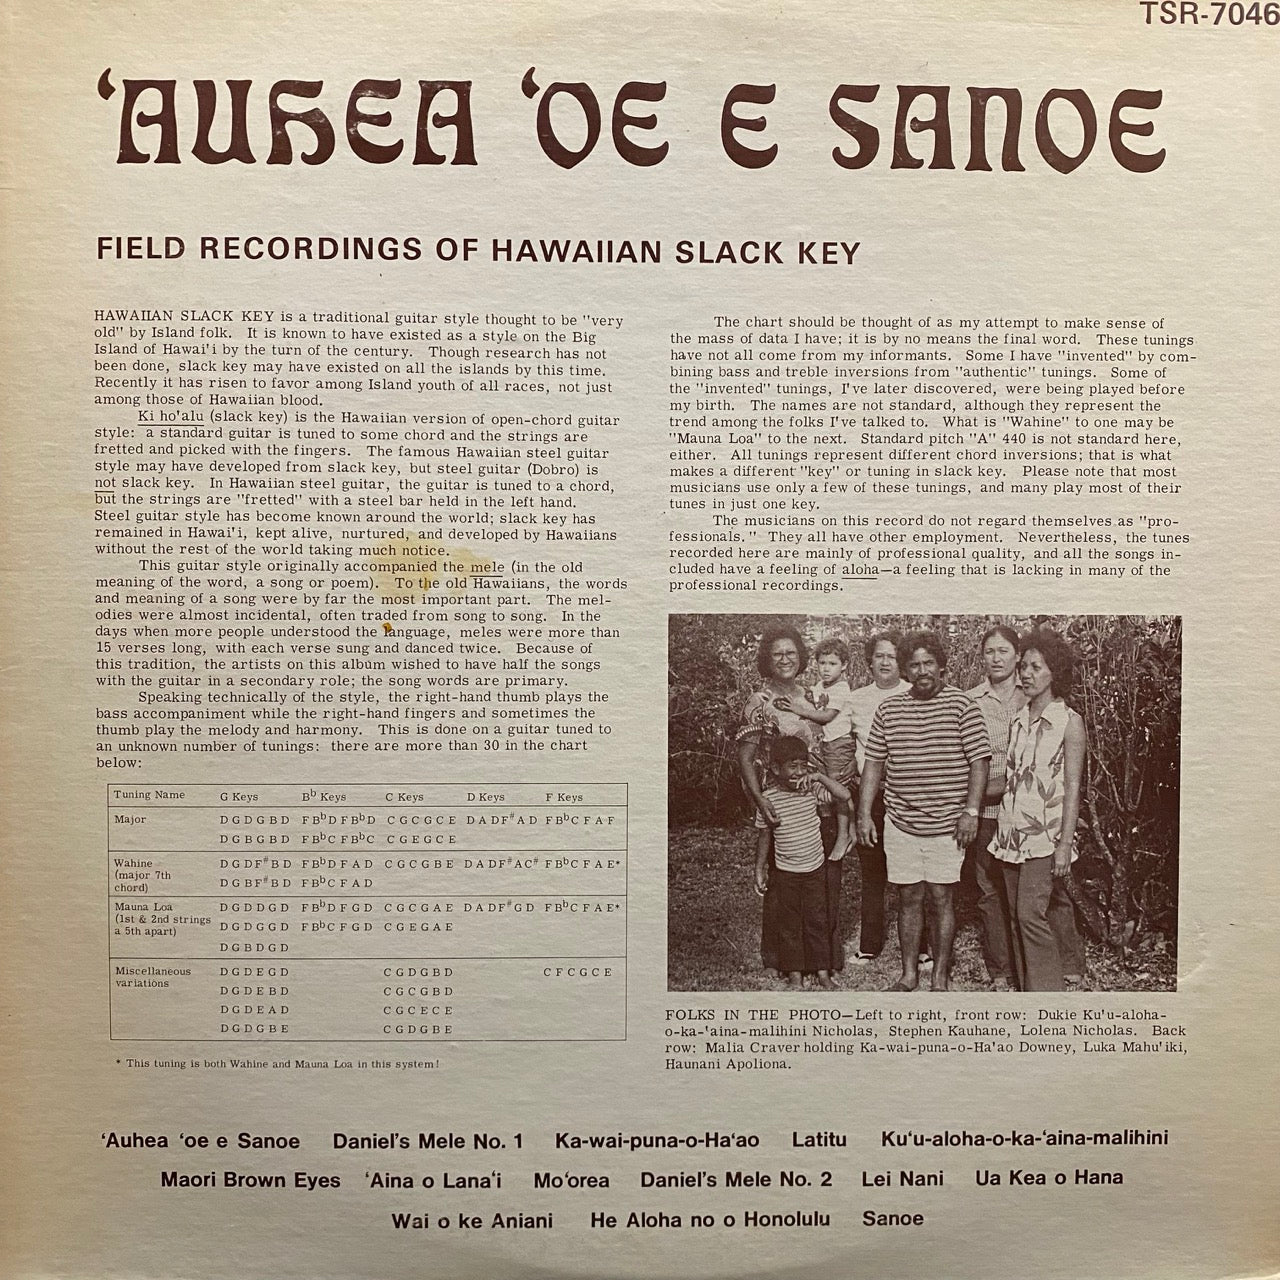 TSR-7046
‘AUHEA ‘OE E SANOE
FIELD RECORDINGS OF HAWAIIAN SLACK KEY
HAWAIIAN SLACK KEY is a traditional guitar style thought to be "very
old" by Island folk. It is known to have existed as a style on the Big
Island of Hawai'i by the turn of the century. Though research has not
been done, slack key may have existed on all the islands by this time.
Recently it has risen to favor among Island youth of all races, not just
among those of Hawaiian blood.
Ki ho'alu (slack key) is the Hawaiian version of open-chord guitar
style: a standard guitar is tuned to some chord and the strings are
fretted and picked with the fingers. The famous Hawaiian steel guitar
style may have developed from slack key, but steel guitar (Dobro) is
not slack key. In Hawaiian steel guitar, the guitar is tuned to a chord,
but the strings are "fretted" with a steel bar held in the left hand.
Steel guitar style has become known around the world; slack key has
remained in Hawai'i, kept alive, nurtured, and developed by Hawaiians
without the rest of the world taking much notice.
This guitar style originally accompanied the mele (in the old
meaning of the word, a song or poem). To the old Hawaiians, the words
and meaning of a song were by far the most important part. The mel-
odies were almost incidental, often traded from song to song. In the
days when more people understood the language, meles were more than
15 verses long, with each verse sung and danced twice. Because of
this tradition, the artists on this album wished to have half the songs
with the guitar in a secondary role; the song words are primary.
Speaking technically of the style, the right-hand thumb plays the
bass accompaniment while the right-hand fingers and sometimes the
thumb play the melody and harmony. This is done on a guitar tuned to
an unknown number of tunings: there are more than 30 in the chart
below:
Tuning Name G Keys Bb Keys C Keys D Keys F Keys
Major D G D G B D F Bb D F Bb D C G C G C E D A D F# A D F Bb C F A F
D G B G B D F Bb C F Bb C C G E G C E
Wahine D G D F# B D F Bb D F A D C G C G B E D A D F# A C# F Bb C F A E*
(major 7th
chord) D G B F# B D F Bb C F A D
Mauna Loa D G D D G D F Bb D F G D C G C G A E D A D F# G D F Bb C F A E*
(1st & 2nd strings
a 5th apart) D G D G G D F Bb C F G D C G E G A E
D G B D G D
Miscellaneous D G D E G D C G D G B D C F C G C E
variations
D G D E B D C G C G B D
D G D E A D C G C E C E
D G D G B E C G D G B E
* This tuning is both Wahine and Mauna Loa in this system!
The chart should be thought of as my attempt to make sense of
the mass of data I have; it is by no means the final word. These tunings
have not all come from my informants. Some I have "invented" by com-
bining bass and treble inversions from "authentic" tunings. Some of
the "invented" tunings, I've later discovered, were being played before
my birth. The names are not standard, although they represent the
trend among the folks I've talked to. What is "Wahine" to one may be
"Mauna Loa" to the next. Standard pitch "A" 440 is not standard here,
either. All tunings represent different chord inversions; that is what
makes a different "key" or tuning in slack key. Please note that most
musicians use only a few of these tunings, and many play most of their
tunes in just one key.
The musicians on this record do not regard themselves as "pro-
fessionals." They all have other employment. Nevertheless, the tunes
recorded here are mainly of professional quality, and all the songs in-
cluded have a feeling of aloha—a feeling that is lacking in many of the
professional recordings.
FOLKS IN THE PHOTO—Left to right, front row: Dukie Ku'u-aloha-
o-ka-'aina-malihini Nicholas, Stephen Kauhane, Lolena Nicholas. Back
row: Malia Craver holding Ka-wai-puna-o-Ha'ao Downey, Luka Mahu'iki,
Haunani Apoliona.
‘Auhea ‘oe e Sanoe Daniel’s Mele No. 1 Ka-wai-puna-o-Ha‘ao Latitu Ku‘u-aloha-o-ka-‘aina-malihini
Maori Brown Eyes ‘Aina o Lana‘i Mo‘orea Daniel’s Mele No. 2 Lei Nani Ua Kea o Hana
Wai o ke Aniani He Aloha no o Honolulu Sanoe